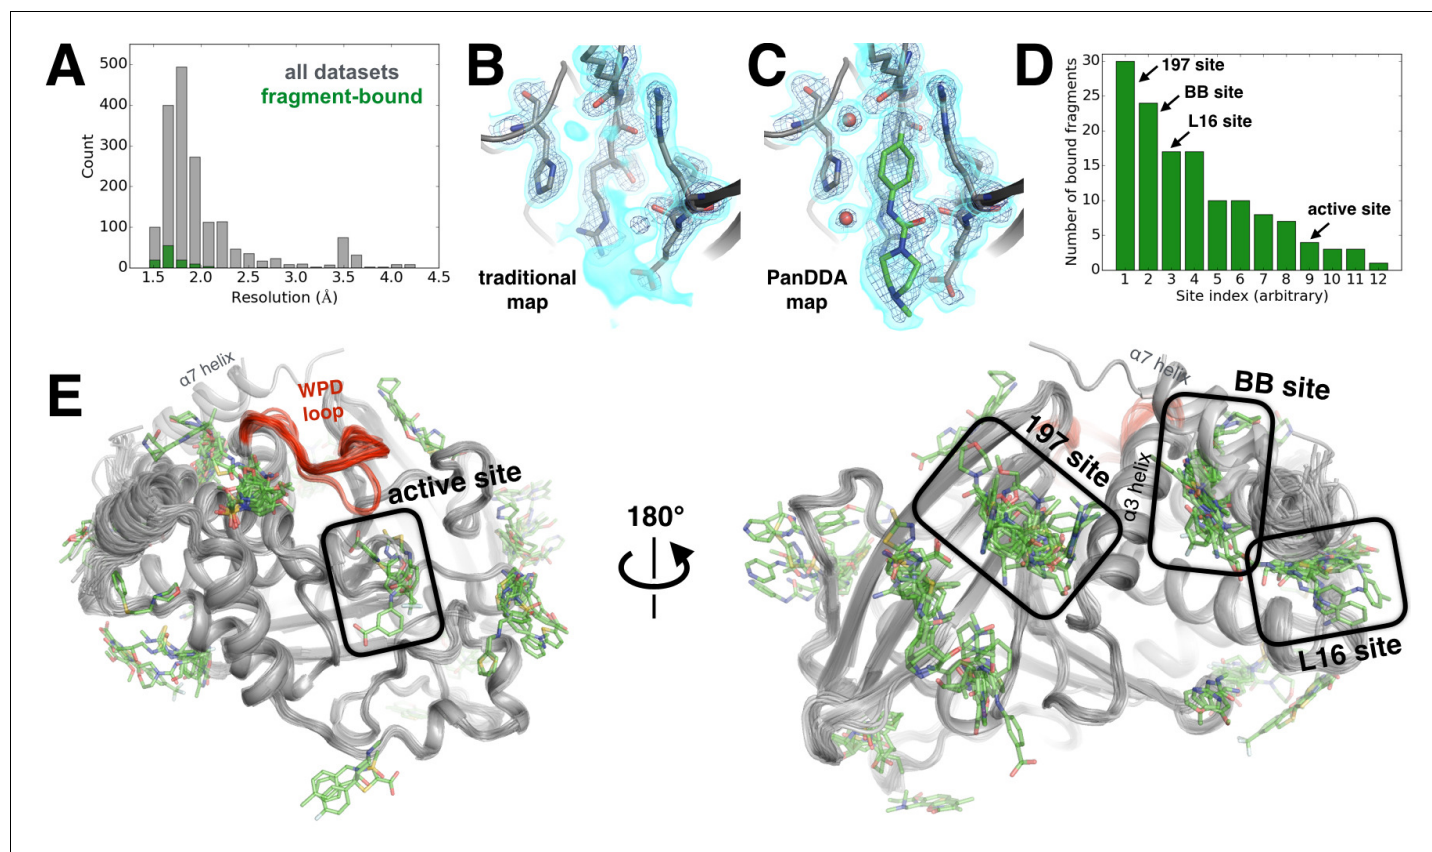 A
all datasets
fragment-bound
Count
500
400
300
200
100
0
1.5 2.0 2.5 3.0 3.5 4.0 4.5
Resolution (Å)
B
traditional
map
C
PanDDA
map
D
Number of bound fragments
30
25
20
15
10
5
0
197 site
BB site
L16 site
active site
1 2 3 4 5 6 7 8 9 10 11 12
Site index (arbitrary)
E
α7 helix
WPD
loop
active site
180°
α7 helix
BB site
197 site
α3 helix
L16 site